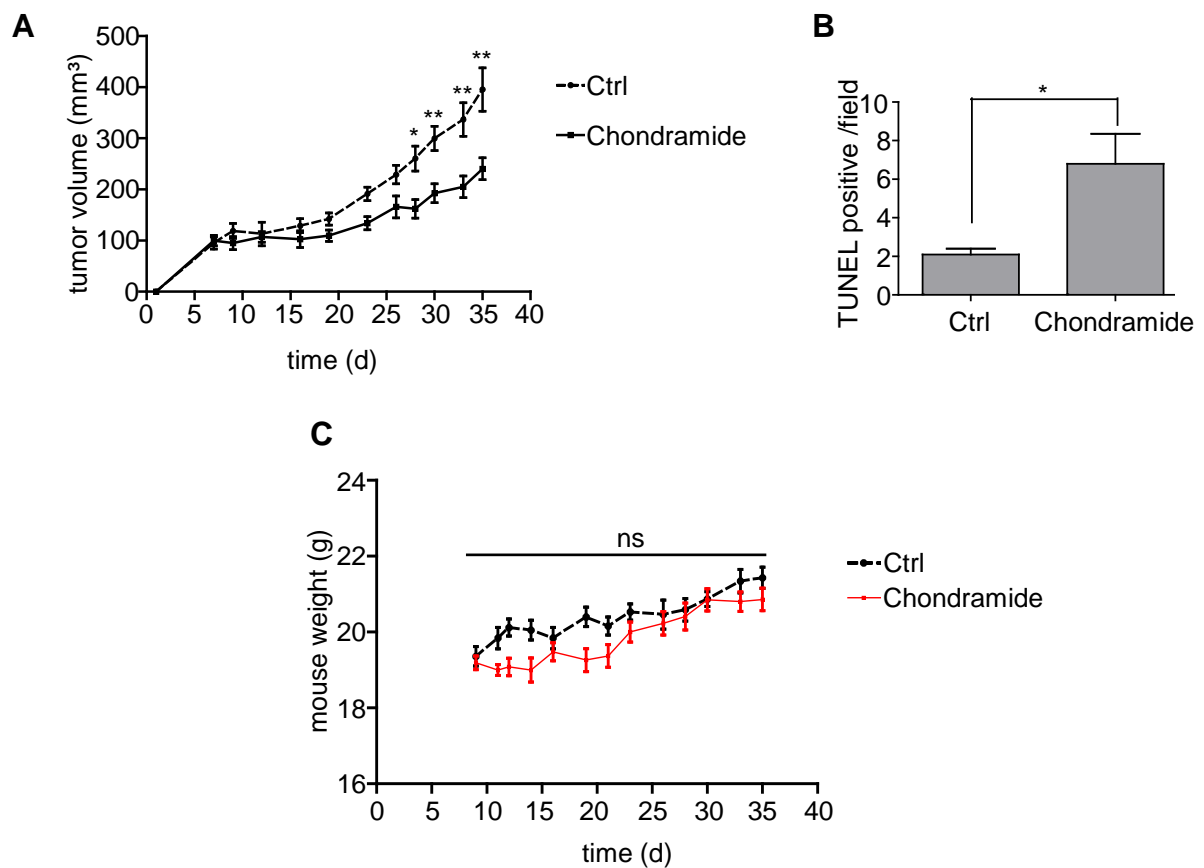 A
tumor volume (mm³)
500
400
300
200
100
0
0 5 10 15 20 25 30 35 40
time (d)
* ** ** **
Ctrl
Chondramide
B
TUNEL positive /field
10
8
6
4
2
0
*
Ctrl Chondramide
C
mouse weight (g)
24
22
20
18
16
0 5 10 15 20 25 30 35 40
time (d)
ns
Ctrl
Chondramide